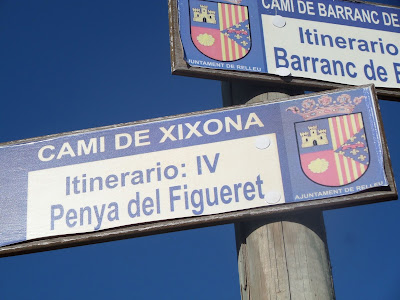 CAMI DE BARRANC DE
Itinerario
Barranc de
AJUNTAMENT DE RELLEU
CAMI DE XIXONA
Itinerario: IV
Penya del Figueret
AJUNTAMENT DE RELLEU